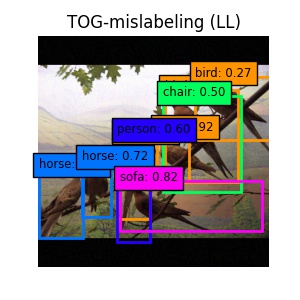 TOG-mislabeling (LL)
bird: 0.27
chair: 0.50
92
person: 0.60
horse: 0.72
horse:
sofa: 0.82